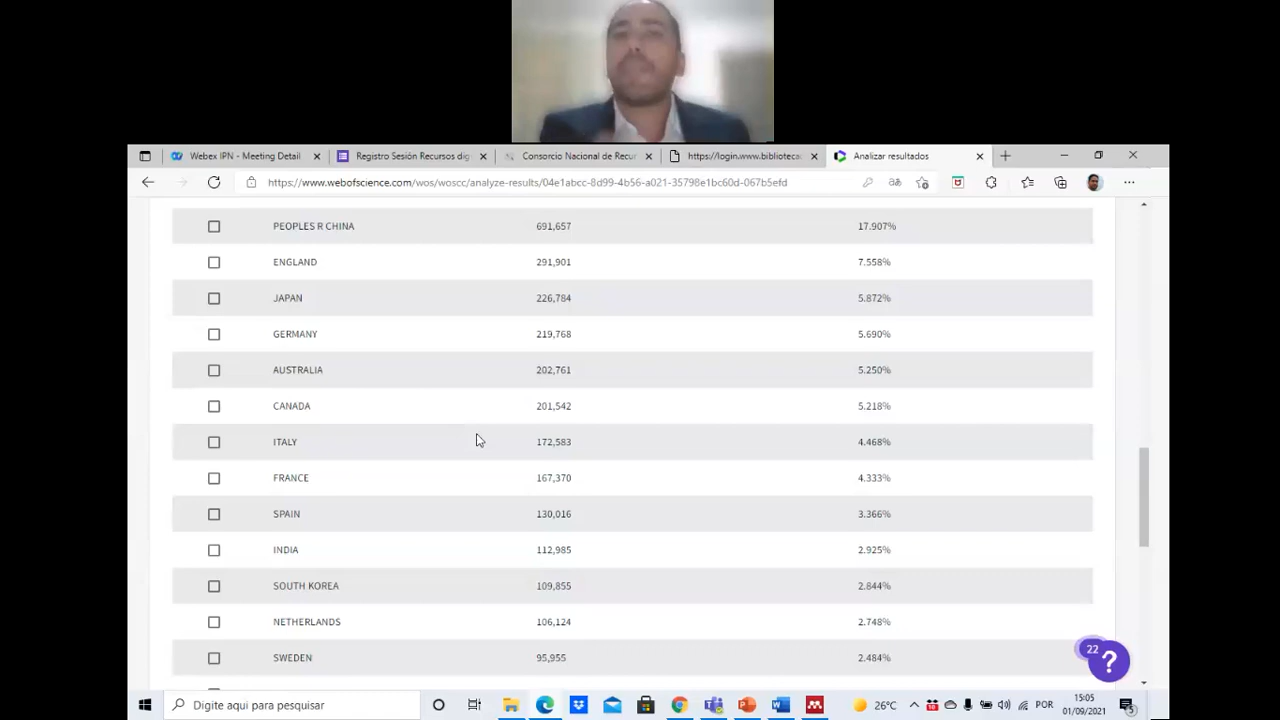 Webex IPN - Meeting Detail
Registro Sesión Recursos dig
Consorcio Nacional de Recur
https://login.www.biblioteca
Analizar resultados
https://www.webofscience.com/wos/woscc/analyze-results/04e1abcc-8d99-4b56-a021-35798e1bc60d-067b5efd
PEOPLES R CHINA 691,657 17.907%
ENGLAND 291,901 7.558%
JAPAN 226,784 5.872%
GERMANY 219,768 5.690%
AUSTRALIA 202,761 5.250%
CANADA 201,542 5.218%
ITALY 172,583 4.468%
FRANCE 167,370 4.333%
SPAIN 130,016 3.366%
INDIA 112,985 2.925%
SOUTH KOREA 109,855 2.844%
NETHERLANDS 106,124 2.748%
SWEDEN 95,955 2.484%
22
?
Digite aqui para pesquisar
26°C
POR
15:05
01/09/2021